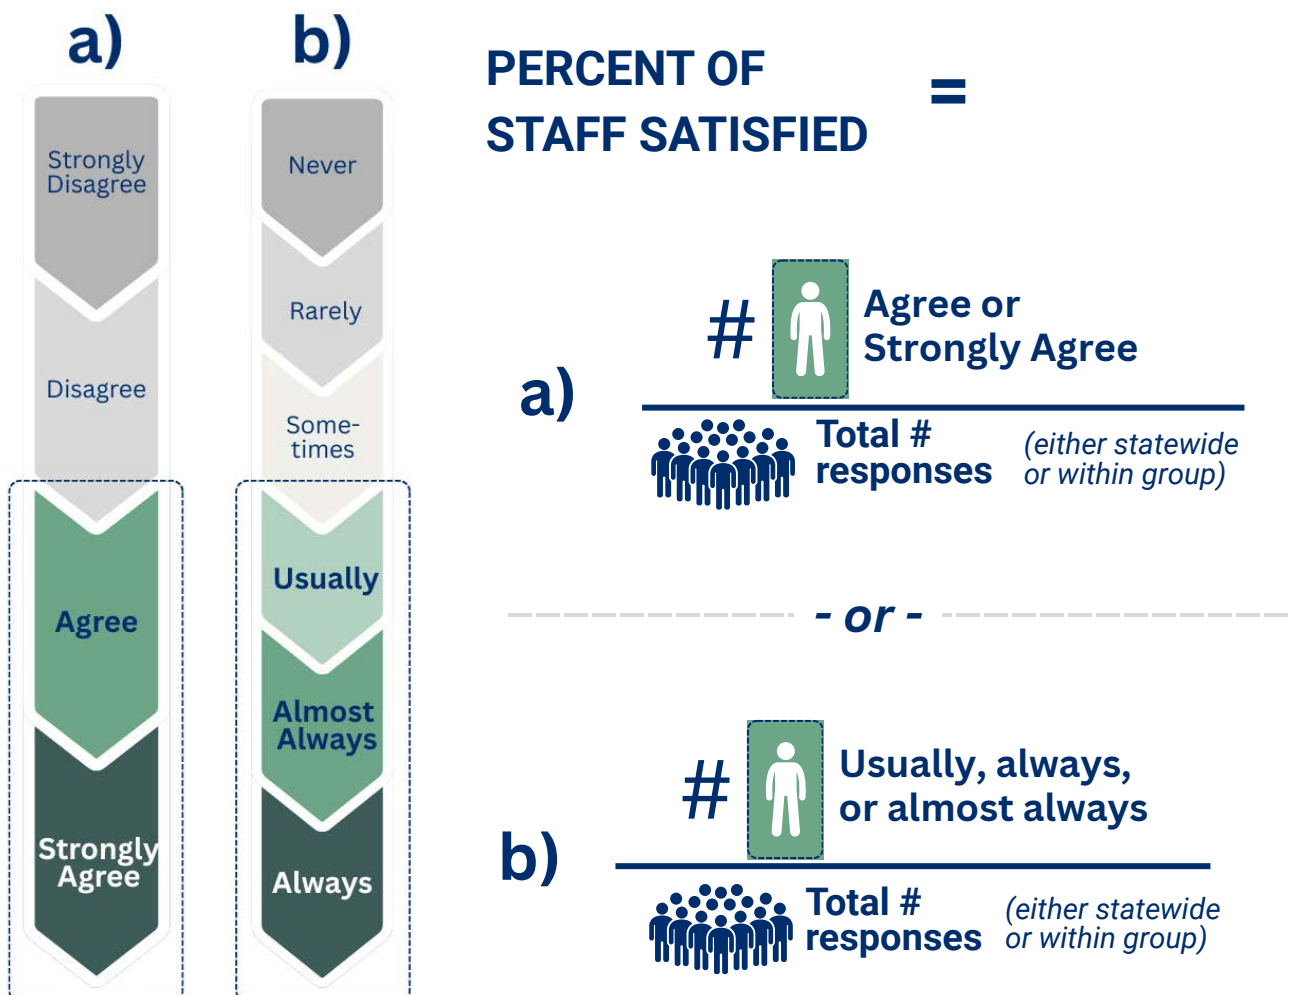 a)
Strongly
Disagree
Disagree
Agree
Strongly
Agree
b)
Never
Rarely
Some-
times
Usually
Almost
Always
Always
PERCENT OF
STAFF SATISFIED
=
a)
#
Agree or
Strongly Agree
Total #
responses
(either statewide
or within group)
- or -
b)
#
Usually, always,
or almost always
Total #
responses
(either statewide
or within group)